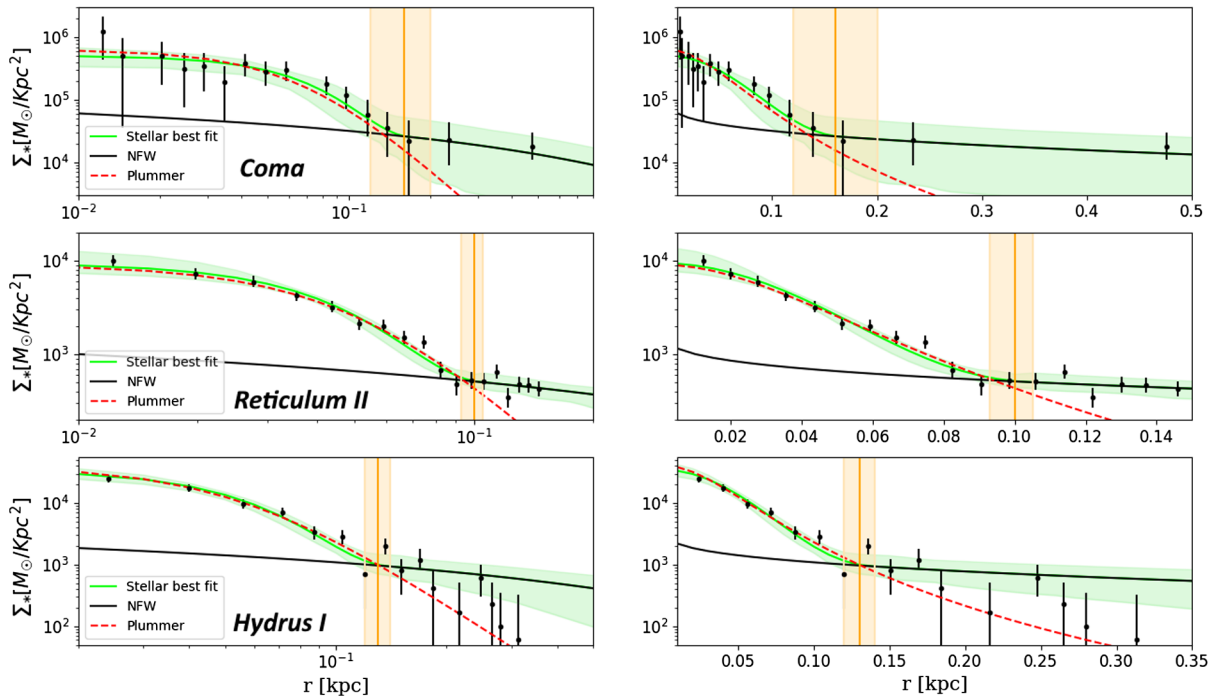 10⁶
10⁵
10⁴
Σ*[M⊙/Kpc²]
Stellar best fit
NFW
Plummer
Coma
10⁻² 10⁻¹
10⁶
10⁵
10⁴
0.1 0.2 0.3 0.4 0.5
10⁴
10³
Σ*[M⊙/Kpc²]
Stellar best fit
NFW
Plummer
Reticulum II
10⁻² 10⁻¹
10⁴
10³
0.02 0.04 0.06 0.08 0.10 0.12 0.14
10⁴
10³
10²
Σ*[M⊙/Kpc²]
Stellar best fit
NFW
Plummer
Hydrus I
10⁻¹
r [kpc]
10⁴
10³
10²
0.05 0.10 0.15 0.20 0.25 0.30 0.35
r [kpc]